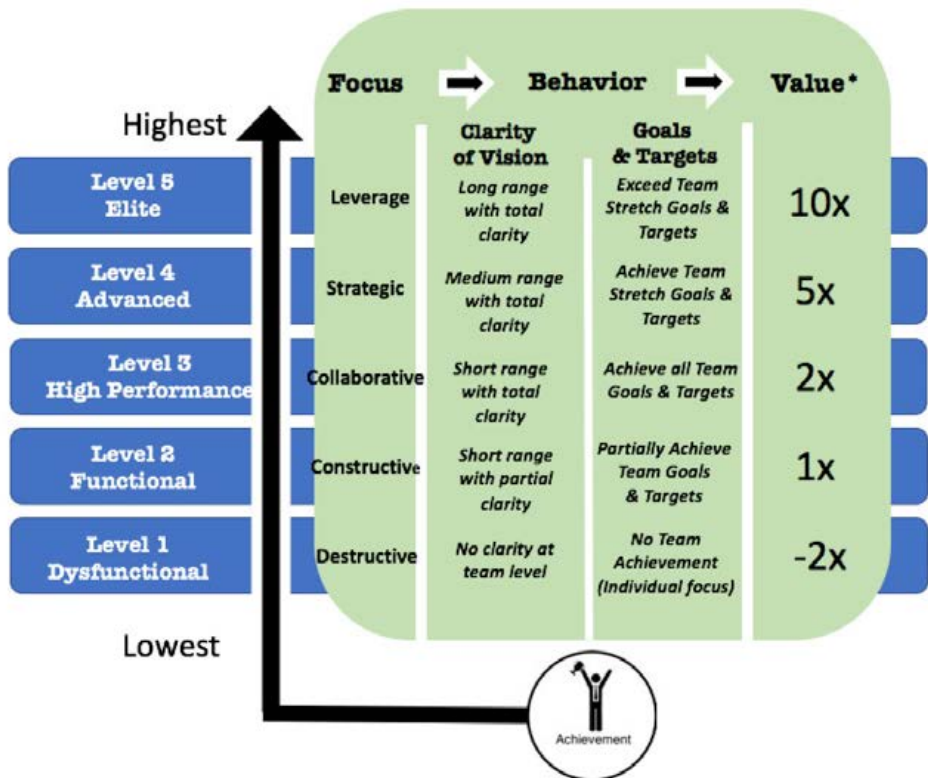 Focus
Behavior
Value*
Highest
Clarity
of Vision
Goals
& Targets
Level 5
Elite
Leverage
Long range
with total
clarity
Exceed Team
Stretch Goals &
Targets
10x
Level 4
Advanced
Strategic
Medium range
with total
clarity
Achieve Team
Stretch Goals &
Targets
5x
Level 3
High Performance
Collaborative
Short range
with total
clarity
Achieve all Team
Goals & Targets
2x
Level 2
Functional
Constructive
Short range
with partial
clarity
Partially Achieve
Team Goals
& Targets
1x
Level 1
Dysfunctional
Destructive
No clarity at
team level
No Team
Achievement
(Individual focus)
-2x
Lowest
Achievement